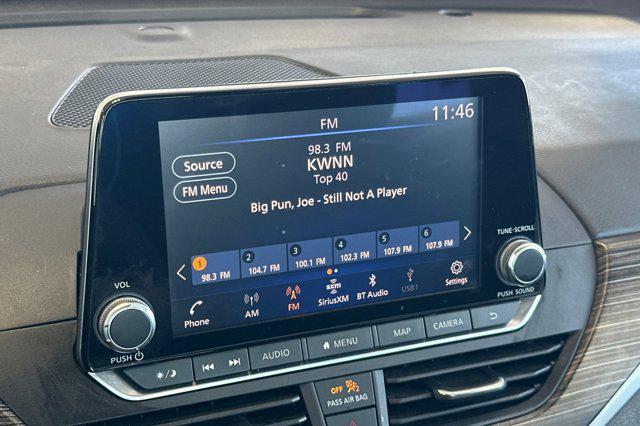 FM
11:46
98.3 FM
KWNN
Top 40
Source
FM Menu
Big Pun, Joe - Still Not A Player
1 2 3 4 5 6
98.3 FM 104.7 FM 100.1 FM 102.3 FM 107.9 FM 107.9 FM
Phone AM FM SiriusXM BT Audio USB1 Settings
sxm
VOL
PUSH
TUNE·SCROLL
PUSH SOUND
AUDIO MENU MAP CAMERA
OFF 2
PASS AIR BAG